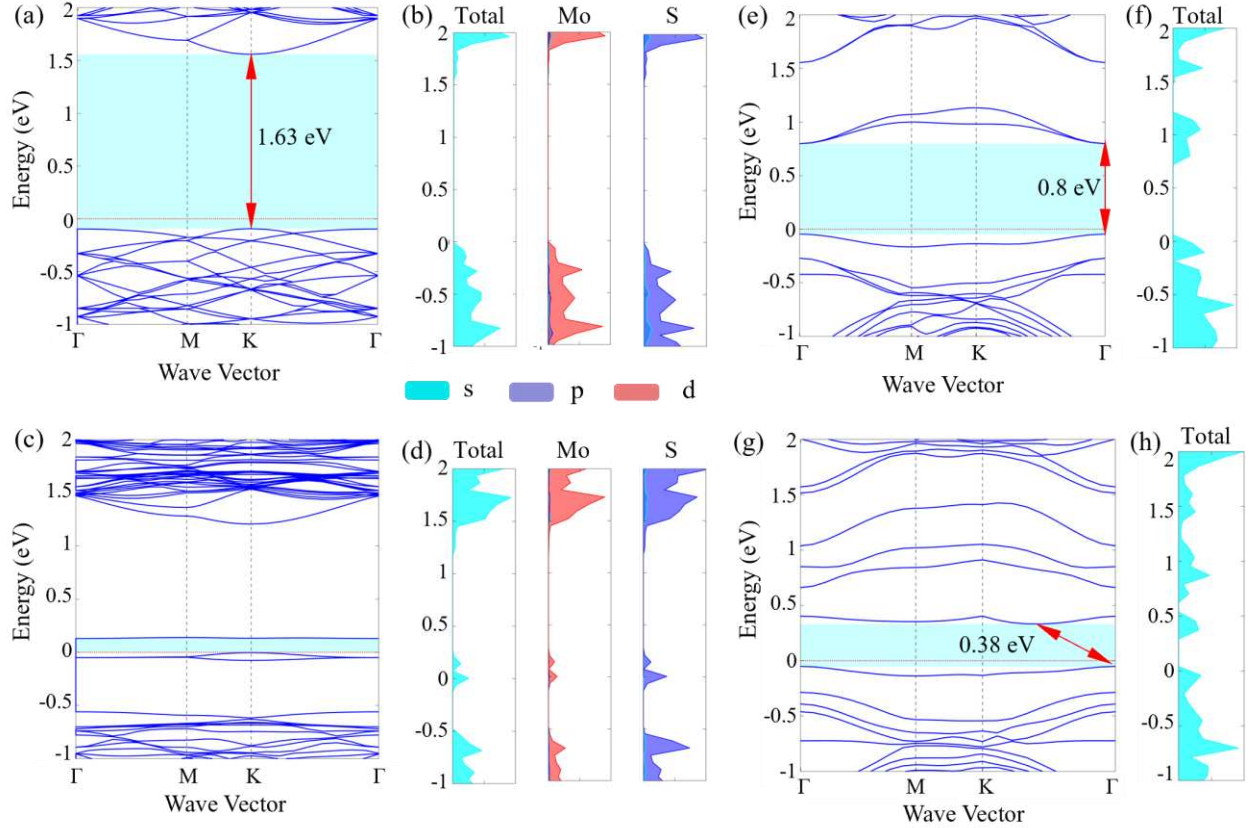 (a)
2
1.5
1
0.5
0
-0.5
-1
Energy (eV)
1.63 eV
Γ
M
K
Γ
Wave Vector
(b)
Total
Mo
S
2
1.5
1
0.5
0
-0.5
-1
(e)
2
1.5
1
0.5
0
-0.5
-1
Energy (eV)
0.8 eV
Γ
M
K
Γ
Wave Vector
(f)
Total
2
1.5
1
0.5
0
-0.5
-1
s
p
d
(c)
2
1.5
1
0.5
0
-0.5
-1
Energy (eV)
Γ
M
K
Γ
Wave Vector
(d)
Total
Mo
S
2
1.5
1
0.5
0
-0.5
-1
(g)
2
1.5
1
0.5
0
-0.5
-1
Energy (eV)
0.38 eV
Γ
M
K
Γ
Wave Vector
(h)
Total
2
1.5
1
0.5
0
-0.5
-1